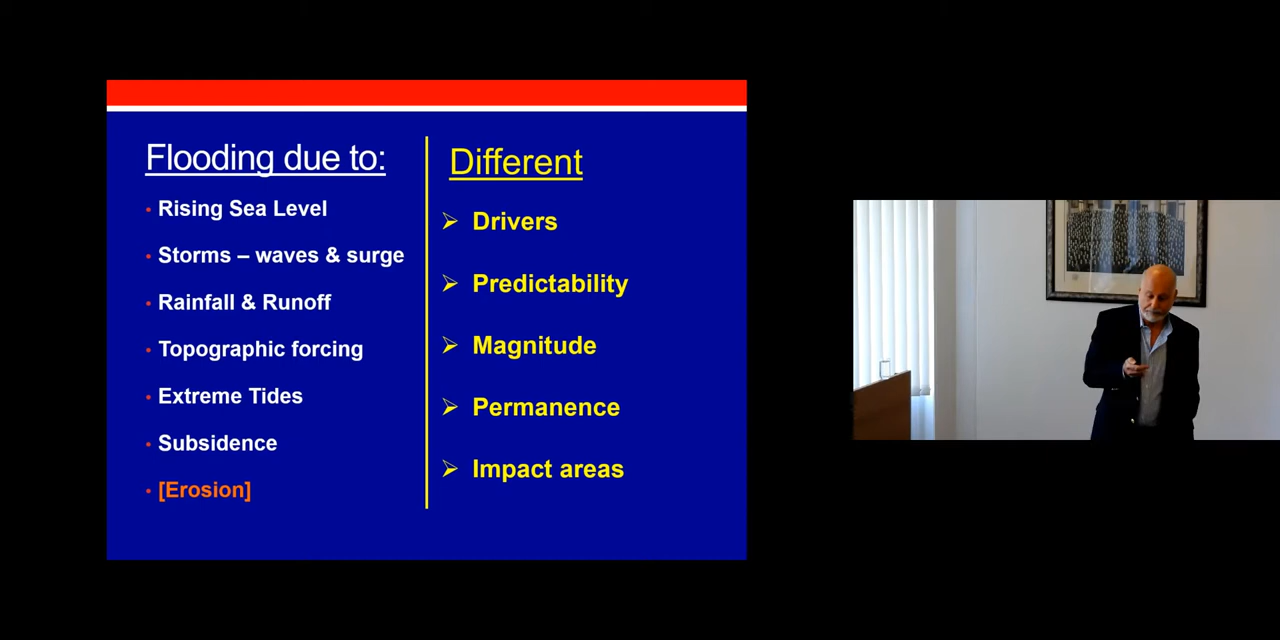 Flooding due to:
• Rising Sea Level
• Storms – waves & surge
• Rainfall & Runoff
• Topographic forcing
• Extreme Tides
• Subsidence
• [Erosion]
Different
➢ Drivers
➢ Predictability
➢ Magnitude
➢ Permanence
➢ Impact areas